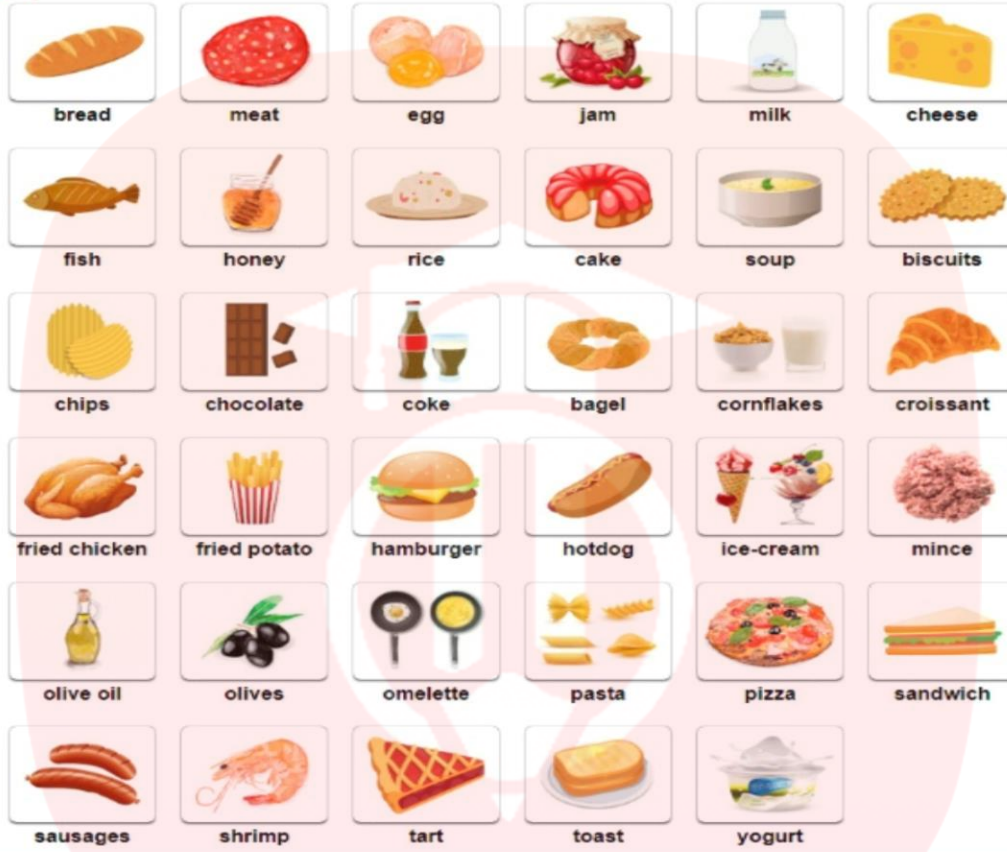 bread meat egg jam milk cheese
fish honey rice cake soup biscuits
chips chocolate coke bagel cornflakes croissant
fried chicken fried potato hamburger hotdog ice-cream mince
olive oil olives omelette pasta pizza sandwich
sausages shrimp tart toast yogurt